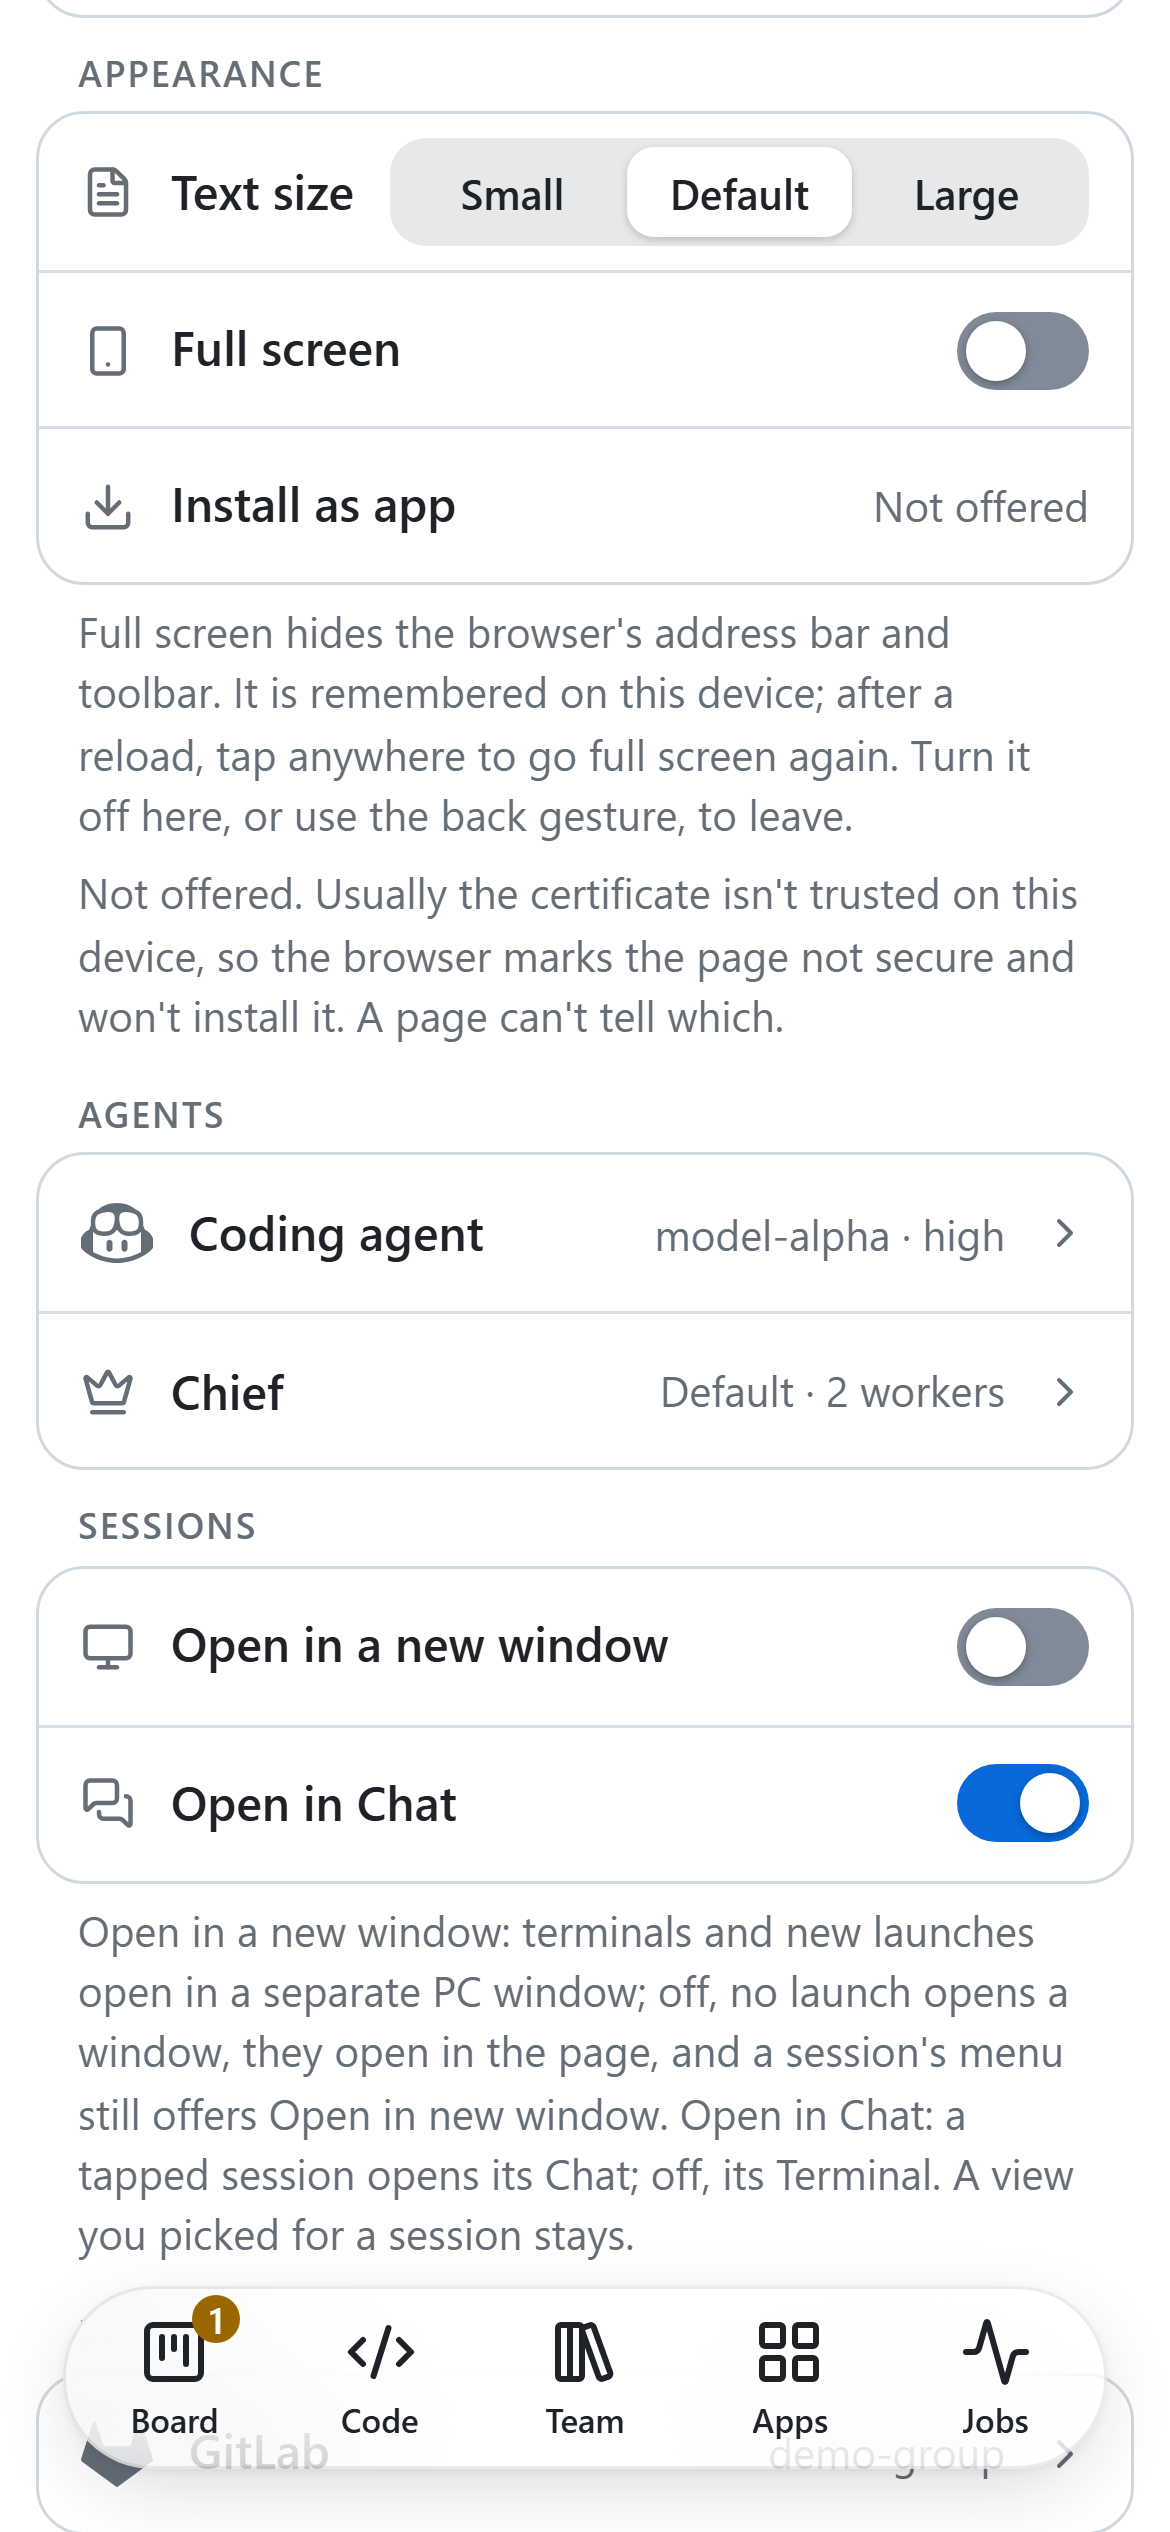 APPEARANCE
Text size
Small
Default
Large
Full screen
Install as app
Not offered
Full screen hides the browser's address bar and
toolbar. It is remembered on this device; after a
reload, tap anywhere to go full screen again. Turn it
off here, or use the back gesture, to leave.
Not offered. Usually the certificate isn't trusted on this
device, so the browser marks the page not secure and
won't install it. A page can't tell which.
AGENTS
Coding agent
model-alpha · high
Chief
Default · 2 workers
SESSIONS
Open in a new window
Open in Chat
Open in a new window: terminals and new launches
open in a separate PC window; off, no launch opens a
window, they open in the page, and a session's menu
still offers Open in new window. Open in Chat: a
tapped session opens its Chat; off, its Terminal. A view
you picked for a session stays.
1
Board
Code
Team
Apps
Jobs
GitLab
demo-group